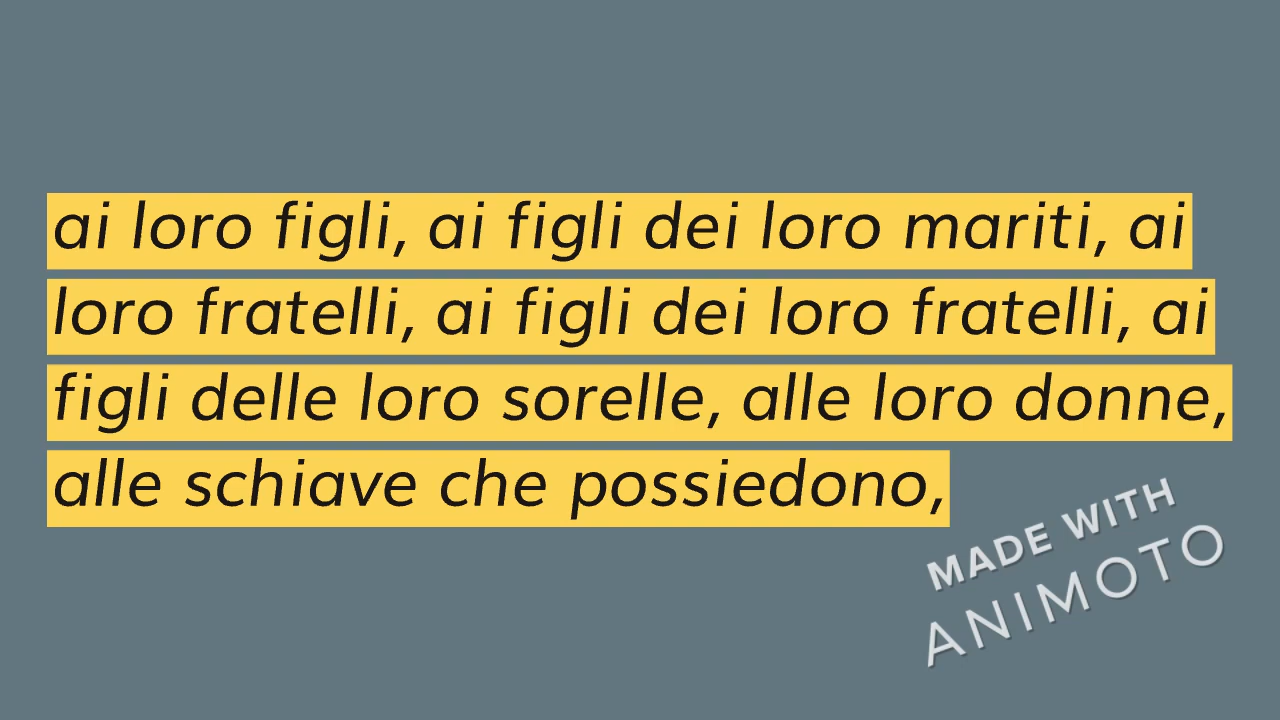 ai loro figli, ai figli dei loro mariti, ai
loro fratelli, ai figli dei loro fratelli, ai
figli delle loro sorelle, alle loro donne,
alle schiave che possiedono,
MADE WITH
ANIMOTO